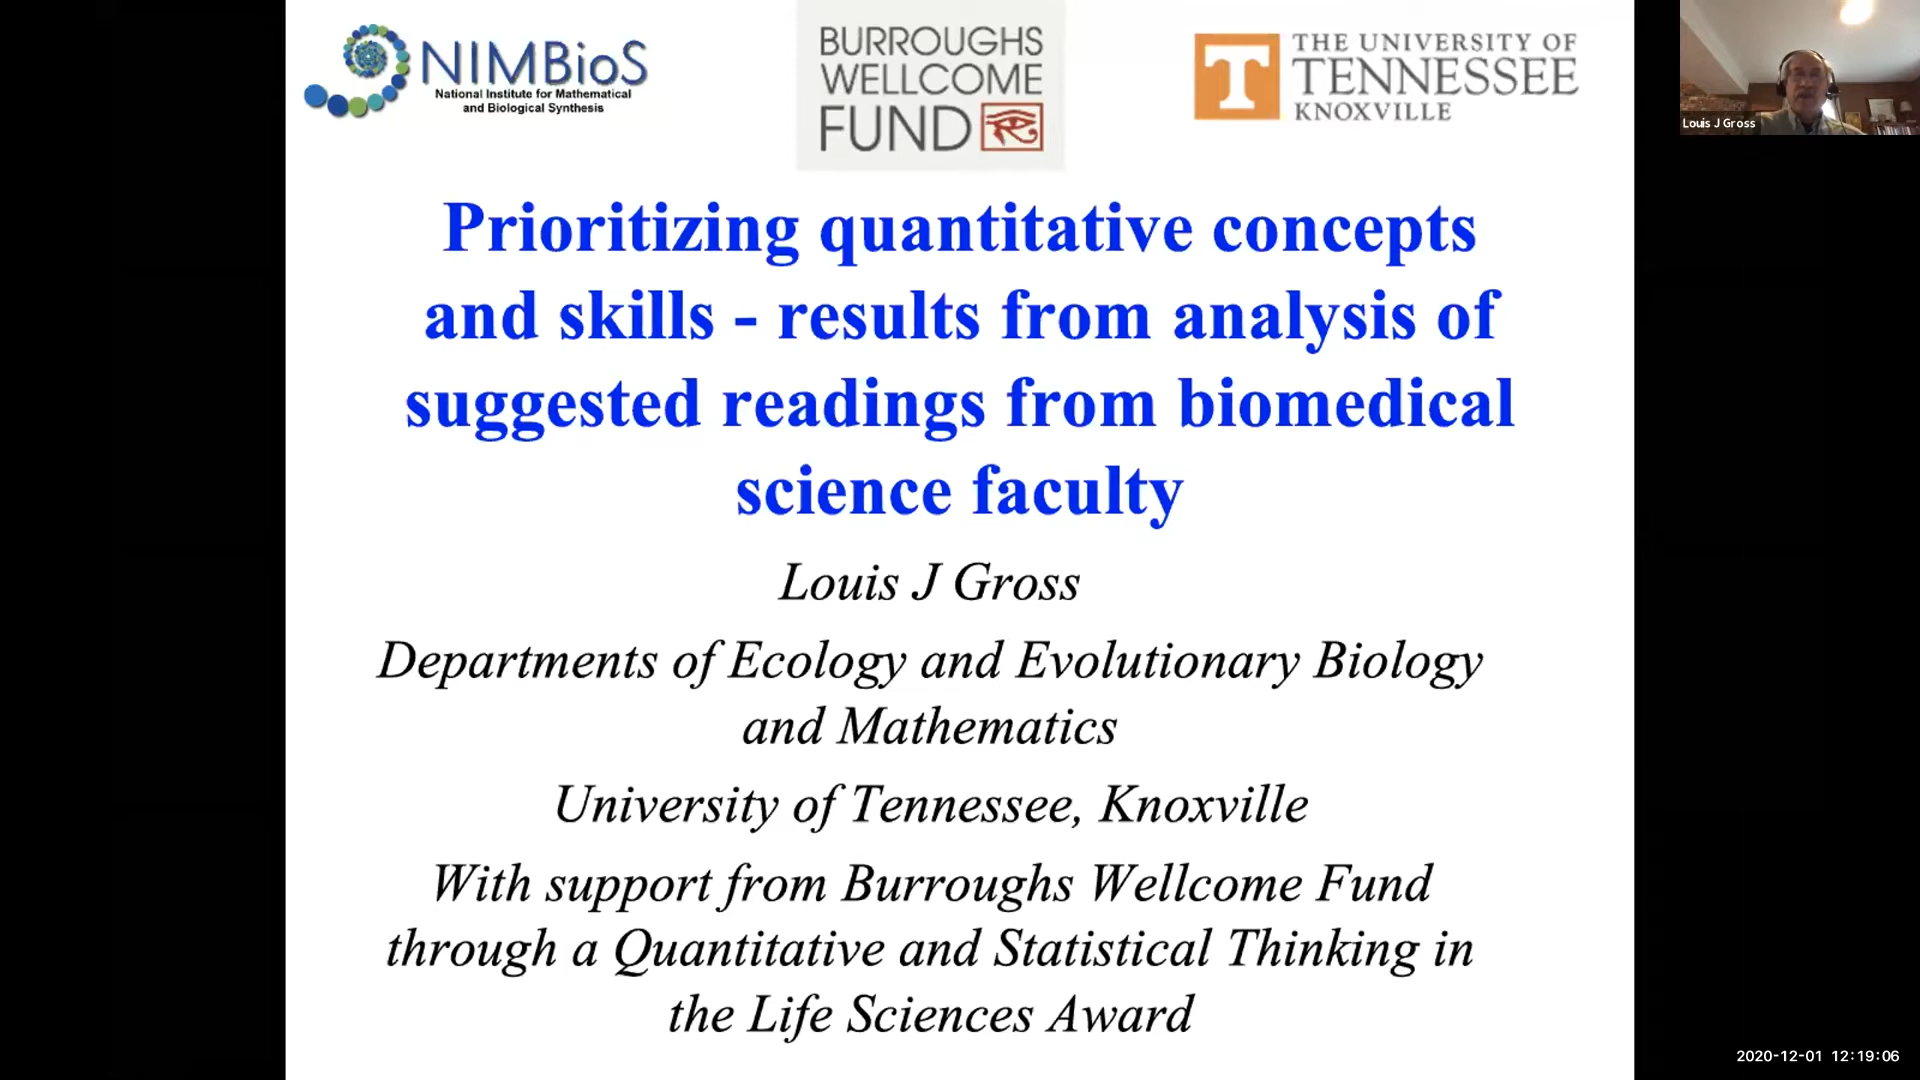 NIMBioS
National Institute for Mathematical
and Biological Synthesis
BURROUGHS
WELLCOME
FUND
THE UNIVERSITY OF
TENNESSEE
KNOXVILLE
T
Louis J Gross
Prioritizing quantitative concepts
and skills - results from analysis of
suggested readings from biomedical
science faculty
Louis J Gross
Departments of Ecology and Evolutionary Biology
and Mathematics
University of Tennessee, Knoxville
With support from Burroughs Wellcome Fund
through a Quantitative and Statistical Thinking in
the Life Sciences Award
2020-12-01 12:19:06